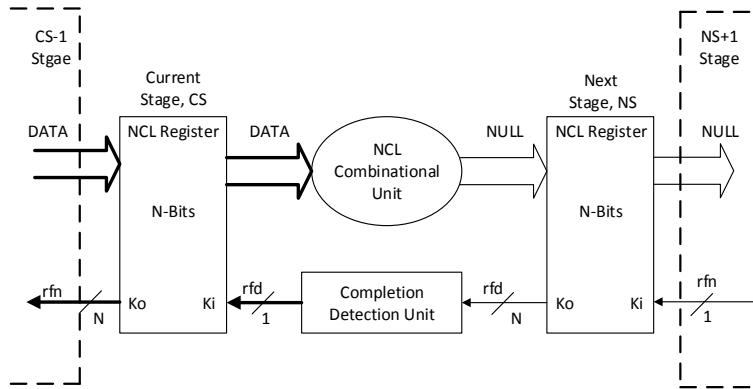 CS-1
Stgae
Current
Stage, CS
Next
Stage, NS
NS+1
Stage
DATA
NCL Register
DATA
NCL
Combinational
Unit
NULL
NCL Register
NULL
N-Bits
N-Bits
rfn
N
Ko
Ki
rfd
1
Completion
Detection Unit
rfd
N
Ko
Ki
rfn
1